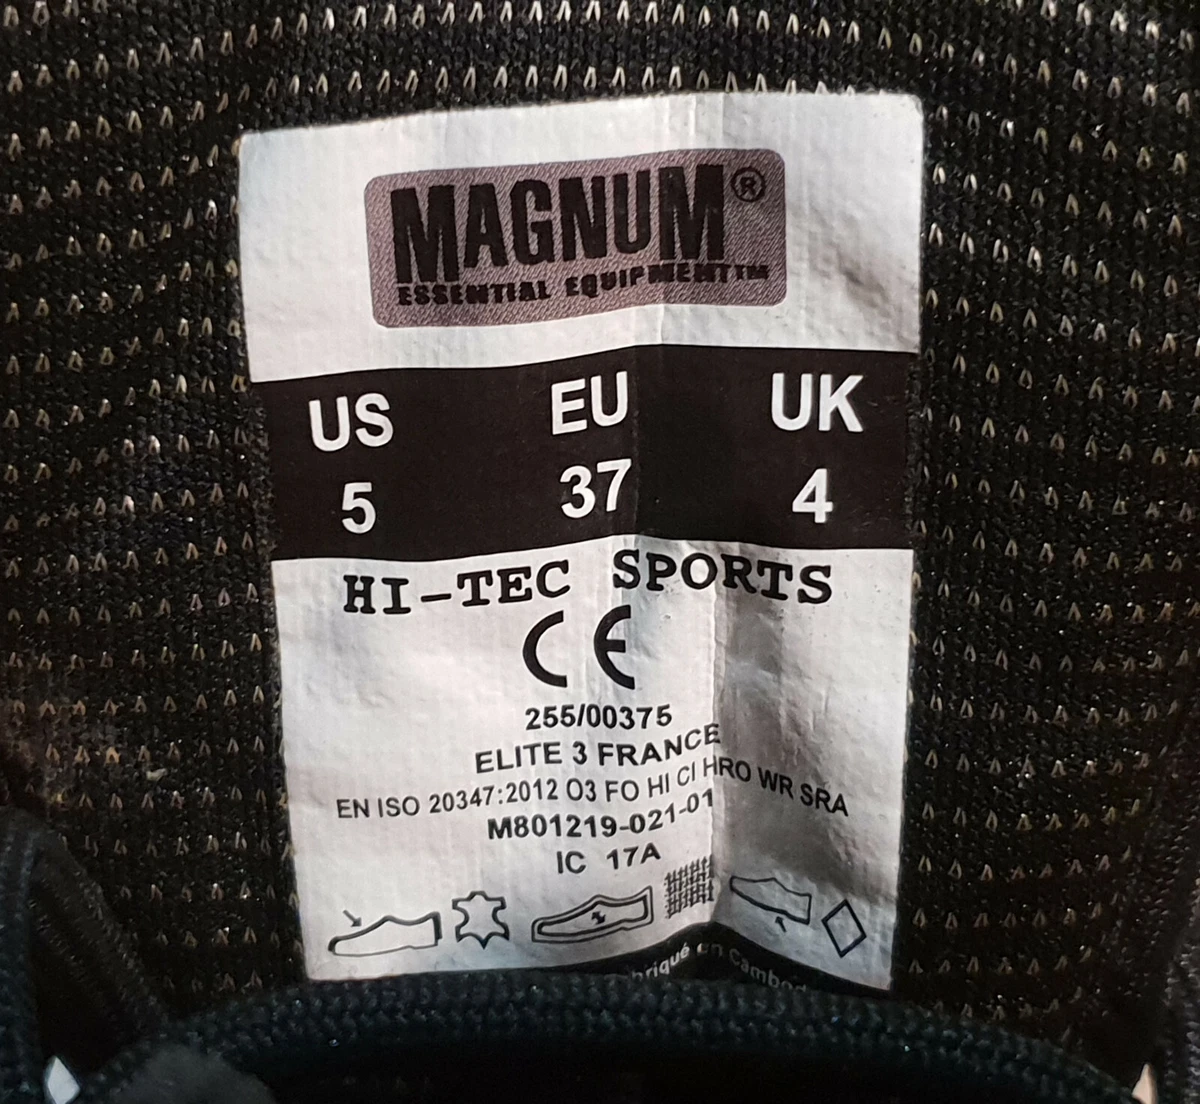 MAGNUM®
ESSENTIAL EQUIPMENT™
US EU UK
5 37 4
HI-TEC SPORTS
CE
255/00375
ELITE 3 FRANCE
EN ISO 20347:2012 O3 FO HI CI HRO WR SRA
M801219-021-01
IC 17A
en